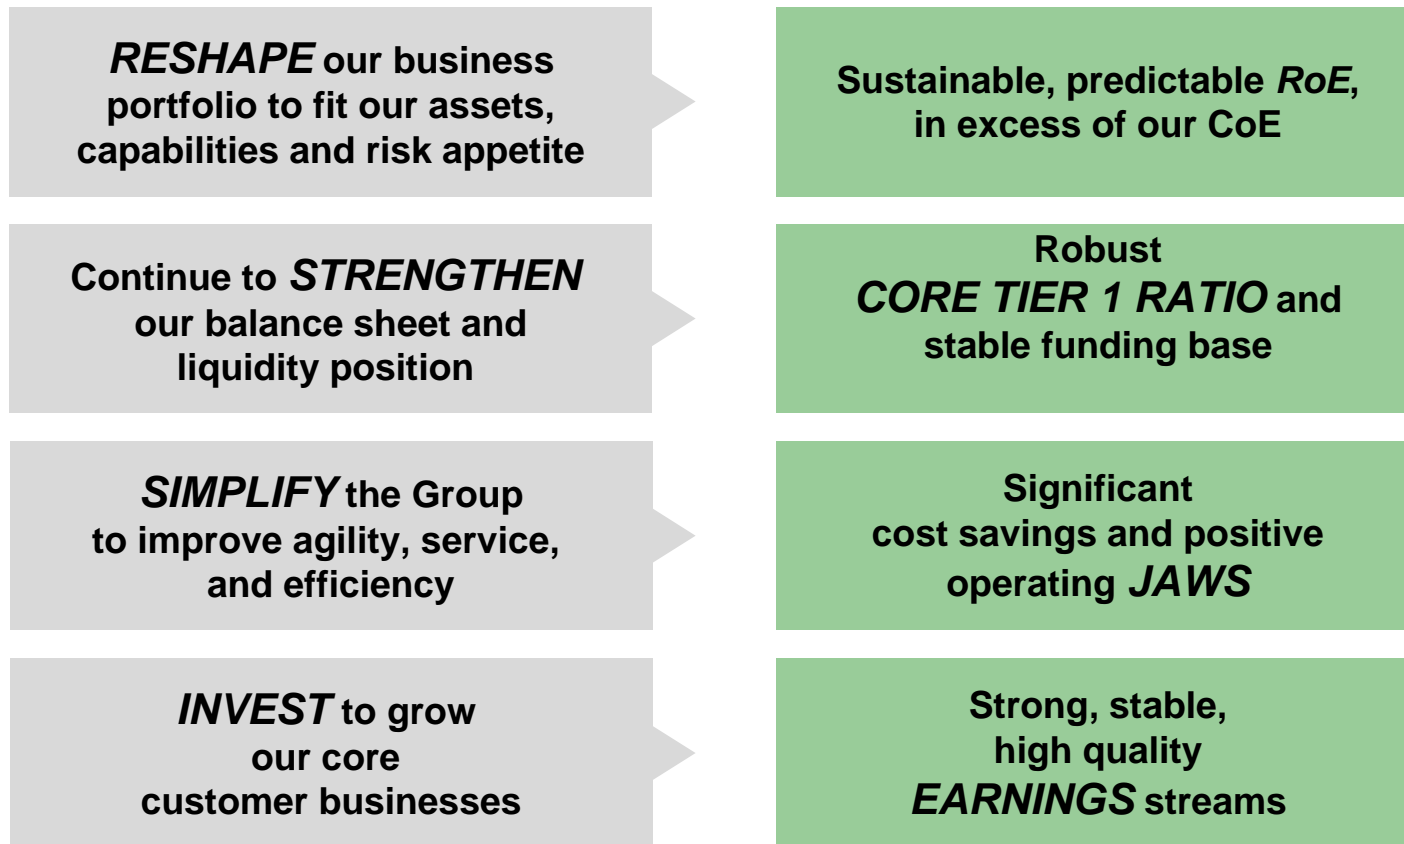 RESHAPE our business
portfolio to fit our assets,
capabilities and risk appetite
Sustainable, predictable RoE,
in excess of our CoE
Continue to STRENGTHEN
our balance sheet and
liquidity position
Robust
CORE TIER 1 RATIO and
stable funding base
SIMPLIFY the Group
to improve agility, service,
and efficiency
Significant
cost savings and positive
operating JAWS
INVEST to grow
our core
customer businesses
Strong, stable,
high quality
EARNINGS streams